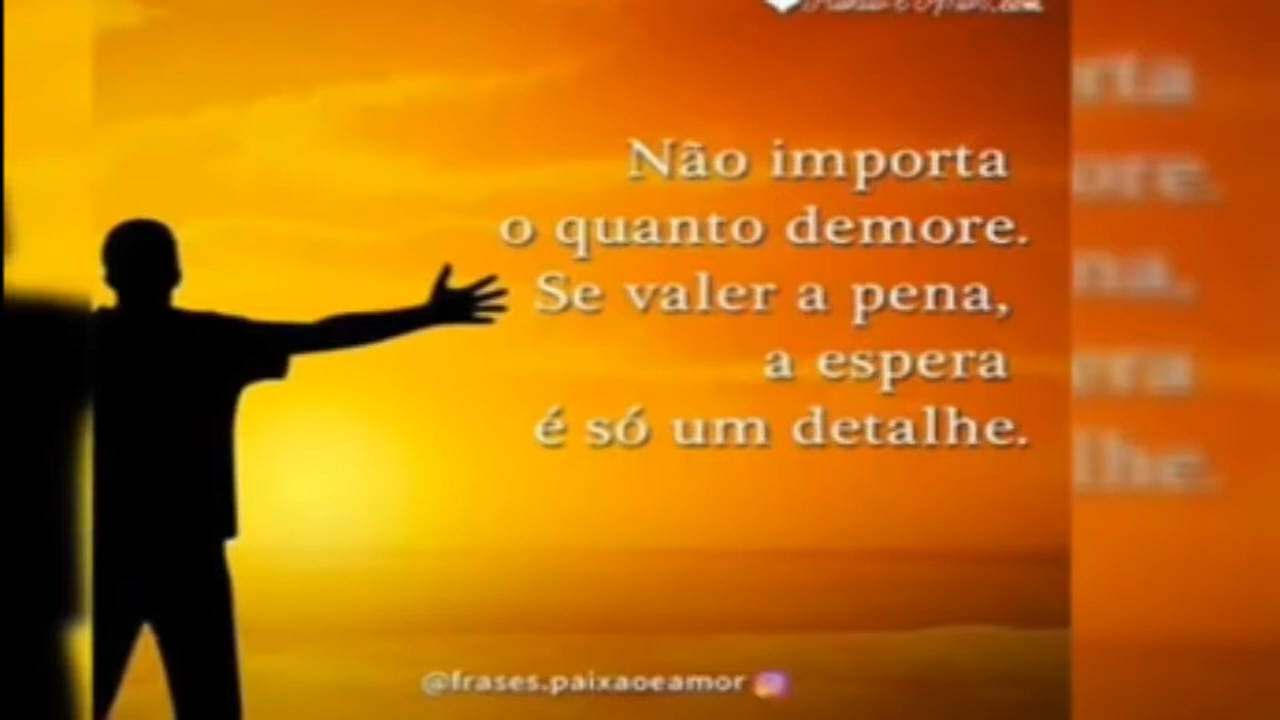 Não importa
o quanto demore.
Se valer a pena,
a espera
é só um detalhe.
@frases.paixaoeamor